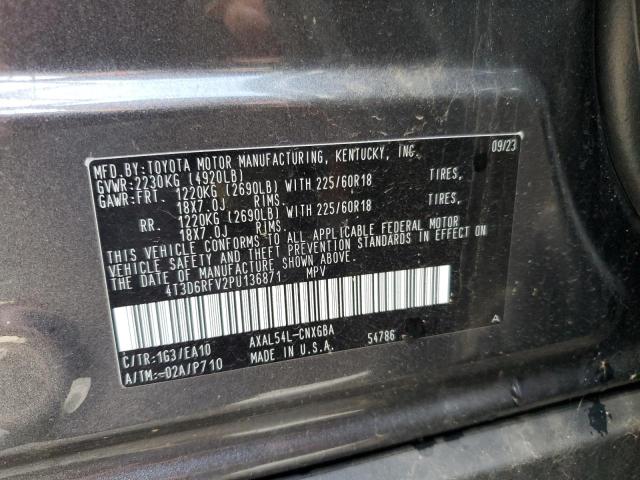 MFD.BY:TOYOTA MOTOR MANUFACTURING, KENTUCKY, INC. 09/23
GVWR:2230KG (4920LB)
GAWR:FRT. 1220KG (2690LB) WITH 225/60R18 TIRES,
18X7.0J RIMS.
RR. 1220KG (2690LB) WITH 225/60R18 TIRES,
18X7.0J RIMS.
THIS VEHICLE CONFORMS TO ALL APPLICABLE FEDERAL MOTOR
VEHICLE SAFETY AND THEFT PREVENTION STANDARDS IN EFFECT ON
THE DATE OF MANUFACTURE SHOWN ABOVE.
4T3D6RFV2PU136871 MPV
C/TR:1G3/EA10 AXAL54L-CNXGBA 54786 A
A/TM:-02A/P710 MADE IN U.S.A.